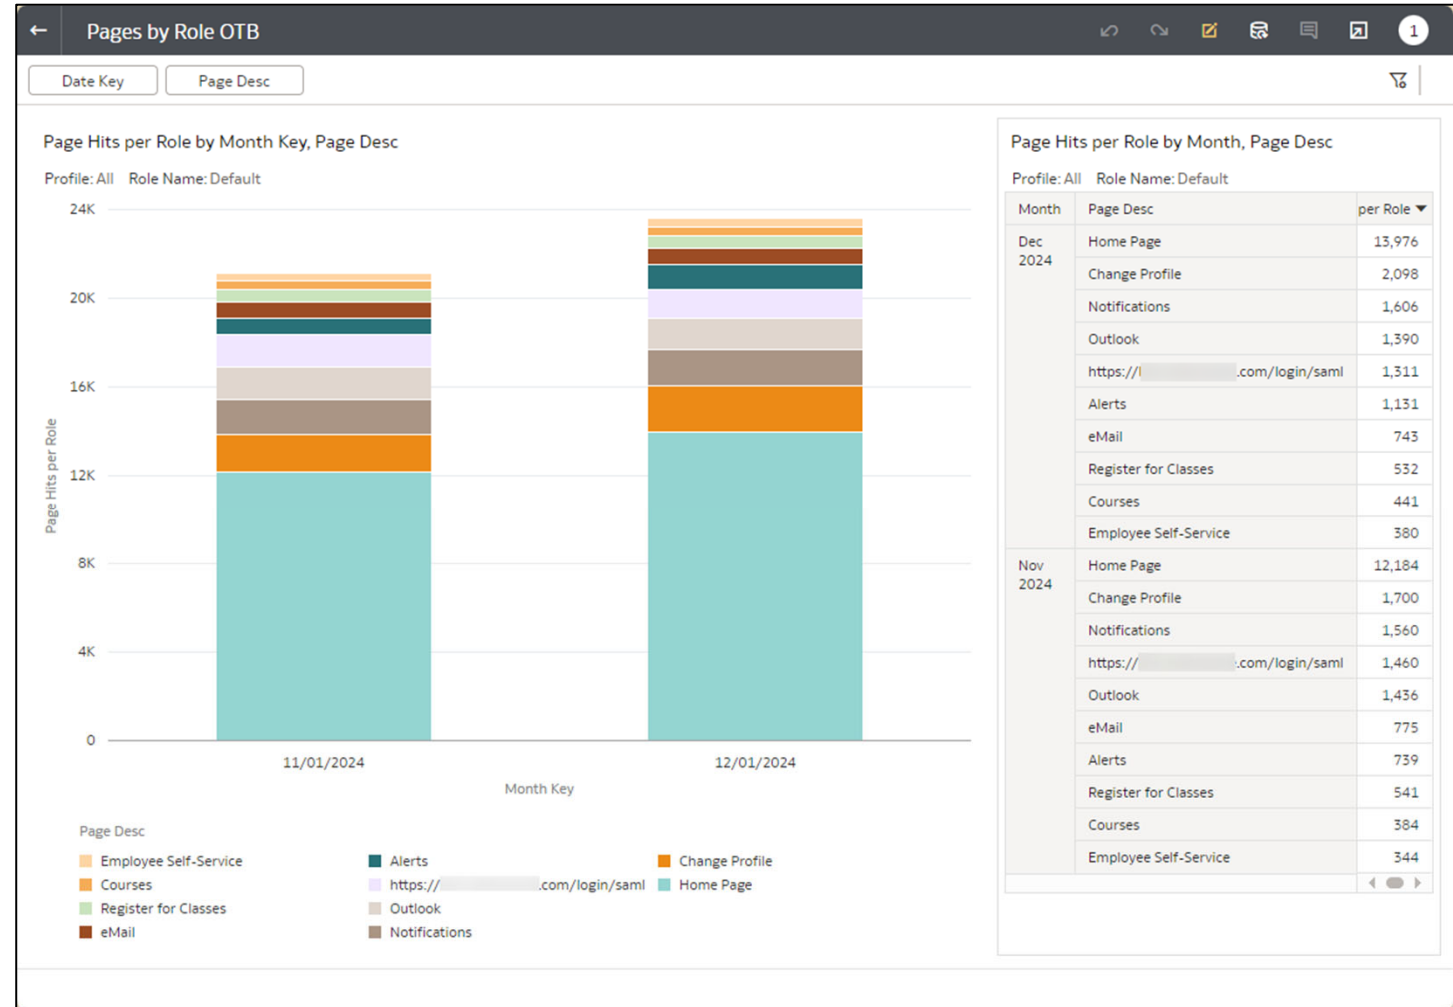 Pages by Role OTB
1
Date Key Page Desc
Page Hits per Role by Month Key, Page Desc
Profile: All Role Name: Default
24K
20K
16K
12K
8K
4K
0
Page Hits per Role
11/01/2024 12/01/2024
Month Key
Page Desc
Employee Self-Service Alerts Change Profile
Courses https:// .com/login/saml Home Page
Register for Classes Outlook
eMail Notifications
Page Hits per Role by Month, Page Desc
Profile: All Role Name: Default
Month Page Desc per Role
Dec 2024 Home Page 13,976
Change Profile 2,098
Notifications 1,606
Outlook 1,390
https:// .com/login/saml 1,311
Alerts 1,131
eMail 743
Register for Classes 532
Courses 441
Employee Self-Service 380
Nov 2024 Home Page 12,184
Change Profile 1,700
Notifications 1,560
https:// .com/login/saml 1,460
Outlook 1,436
eMail 775
Alerts 739
Register for Classes 541
Courses 384
Employee Self-Service 344